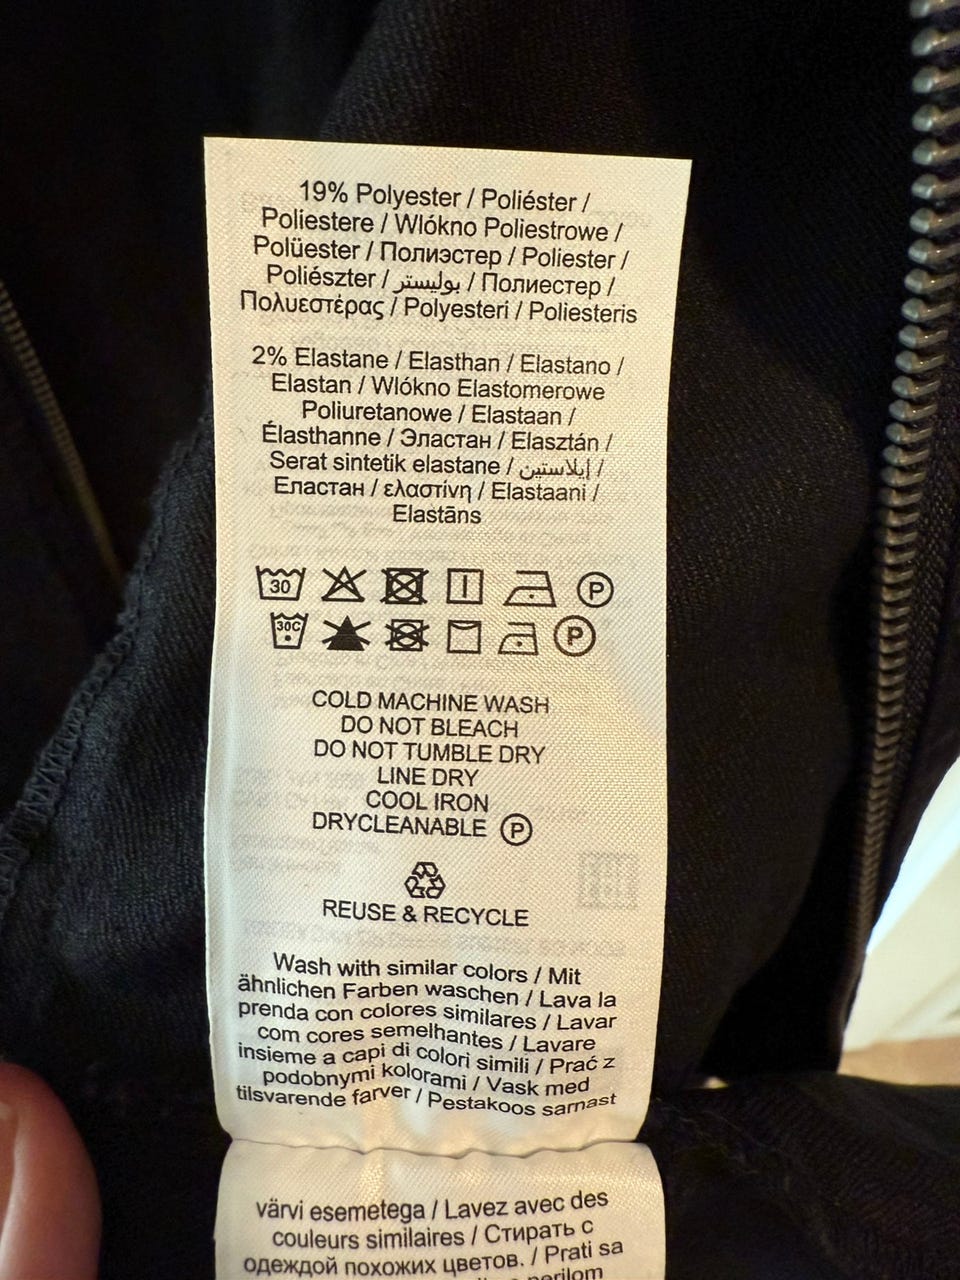 19% Polyester / Poliéster /
Poliestere / Wlókno Poliestrowe /
Polüester / Полиэстер / Poliester /
Poliészter / بوليستر / Полиестер /
Πολυεστέρας / Polyesteri / Poliesteris
2% Elastane / Elasthan / Elastano /
Elastan / Wlókno Elastomerowe
Poliuretanowe / Elastaan /
Élasthanne / Эластан / Elasztán /
Serat sintetik elastane / إيلاستين /
Еластан / ελαστίνη / Elastaani /
Elastāns
30 P
30C P
COLD MACHINE WASH
DO NOT BLEACH
DO NOT TUMBLE DRY
LINE DRY
COOL IRON
DRYCLEANABLE P
REUSE & RECYCLE
Wash with similar colors / Mit
ähnlichen Farben waschen / Lava la
prenda con colores similares / Lavar
com cores semelhantes / Lavare
insieme a capi di colori simili / Prać z
podobnymi kolorami / Vask med
tilsvarende farver / Pestakoos samast
värvi esemetega / Lavez avec des
couleurs similaires / Стирать с
одеждой похожих цветов. / Prati sa